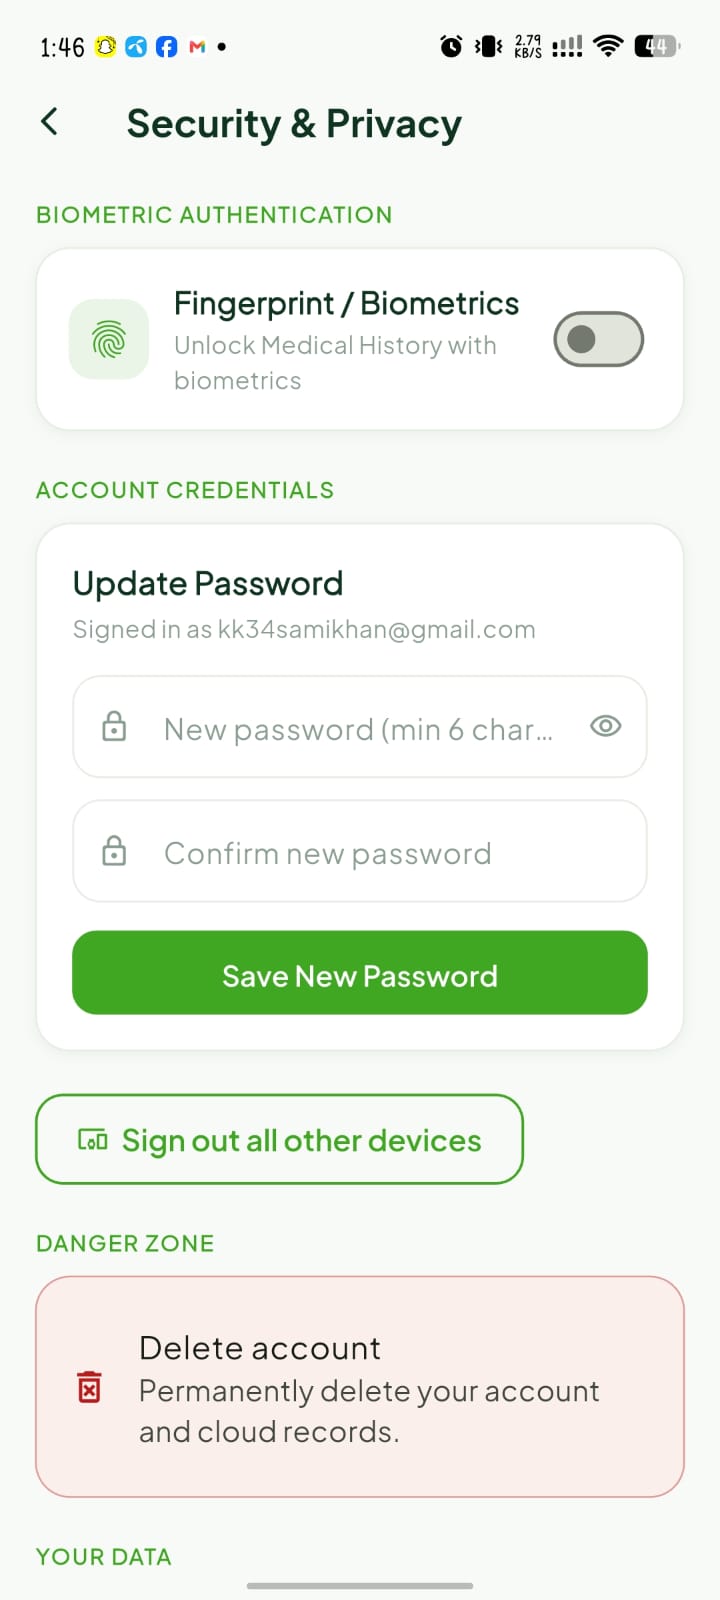 1:46
2.79
KB/S
44
Security & Privacy
BIOMETRIC AUTHENTICATION
Fingerprint / Biometrics
Unlock Medical History with
biometrics
ACCOUNT CREDENTIALS
Update Password
Signed in as kk34samikhan@gmail.com
New password (min 6 char...
Confirm new password
Save New Password
Sign out all other devices
DANGER ZONE
Delete account
Permanently delete your account
and cloud records.
YOUR DATA